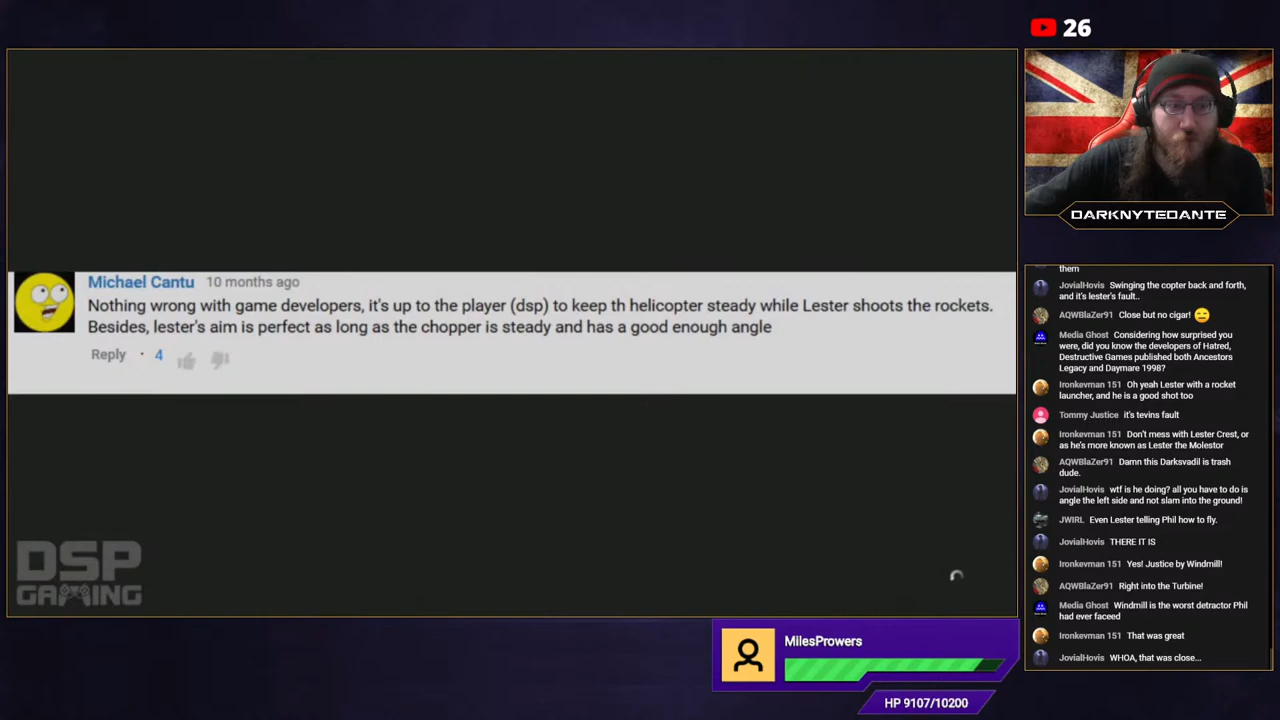 26
Michael Cantu 10 months ago
Nothing wrong with game developers, it's up to the player (dsp) to keep th helicopter steady while Lester shoots the rockets.
Besides, lester's aim is perfect as long as the chopper is steady and has a good enough angle
Reply · 4
DSP
GAMING
DARKNYTEDANTE
them
JovialHovis Swinging the copter back and forth,
and it's lester's fault..
AQWBlaZer91 Close but no cigar!
Media Ghost Considering how surprised you
were, did you know the developers of Hatred,
Destructive Games published both Ancestors
Legacy and Daymare 1998?
Ironkevman 151 Oh yeah Lester with a rocket
launcher, and he is a good shot too
Tommy Justice it's tevins fault
Ironkevman 151 Don't mess with Lester Crest, or
as he's more known as Lester the Molestor
AQWBlaZer91 Damn this Darksvadil is trash
dude.
JovialHovis wtf is he doing? all you have to do is
angle the left side and not slam into the ground!
JWIRL Even Lester telling Phil how to fly.
JovialHovis THERE IT IS
Ironkevman 151 Yes! Justice by Windmill!
AQWBlaZer91 Right into the Turbine!
Media Ghost Windmill is the worst detractor Phil
had ever faceed
Ironkevman 151 That was great
JovialHovis WHOA, that was close...
MilesProwers
HP 9107/10200